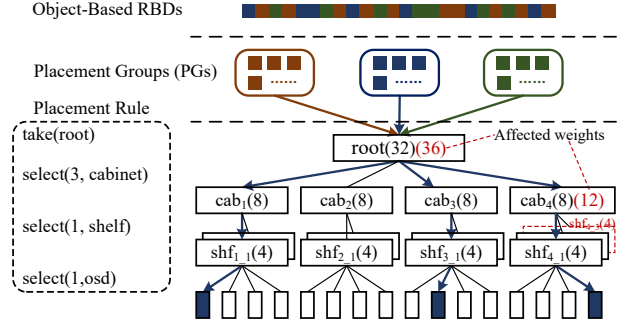 Object-Based RBDs
Placement Groups (PGs)
Placement Rule
take(root)
select(3, cabinet)
select(1, shelf)
select(1,osd)
root(32)(36)
Affected weights
cab1(8)
cab2(8)
cab3(8)
cab4(8)(12)
shf1_1(4)
shf2_1(4)
shf3_1(4)
shf4_1(4)